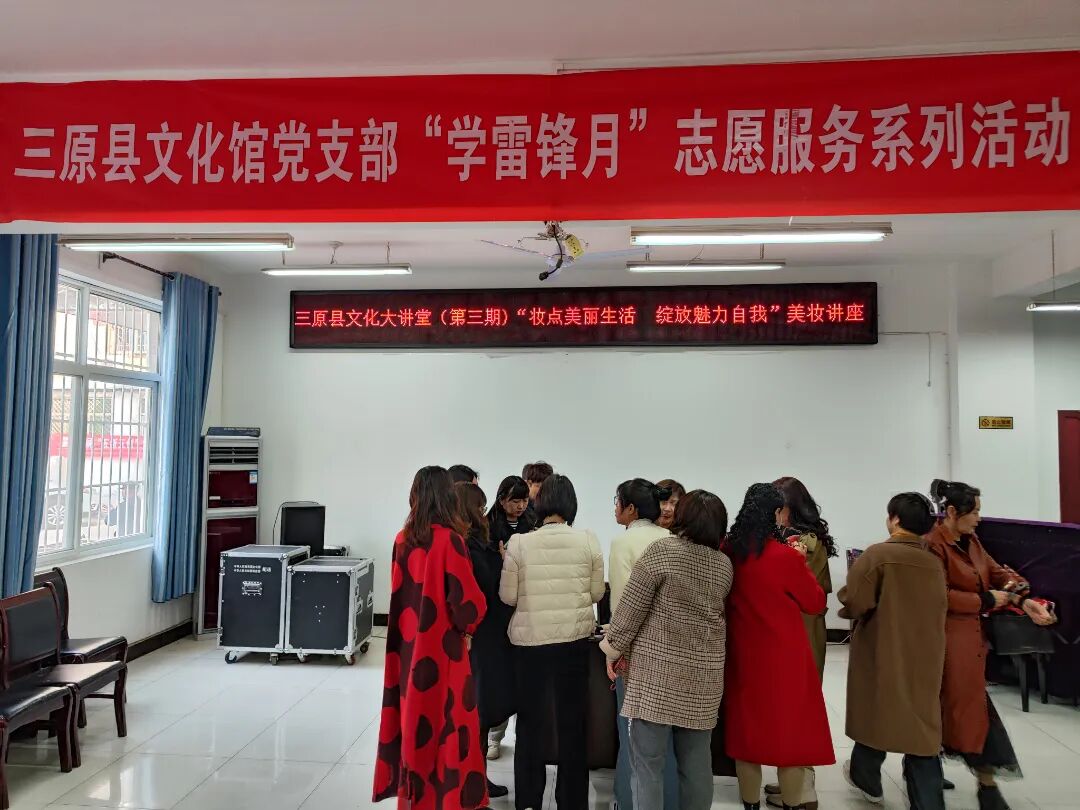 三原县文化馆党支部“学雷锋月”志愿服务系列活动
三原县文化大讲堂（第三期）“妆点美丽生活　绽放魅力自我”美妆讲座